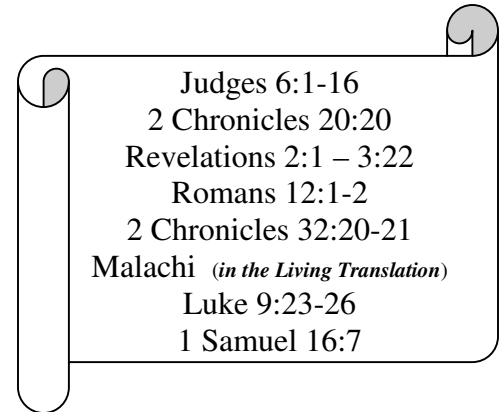 Judges 6:1-16
2 Chronicles 20:20
Revelations 2:1 – 3:22
Romans 12:1-2
2 Chronicles 32:20-21
Malachi (in the Living Translation)
Luke 9:23-26
1 Samuel 16:7